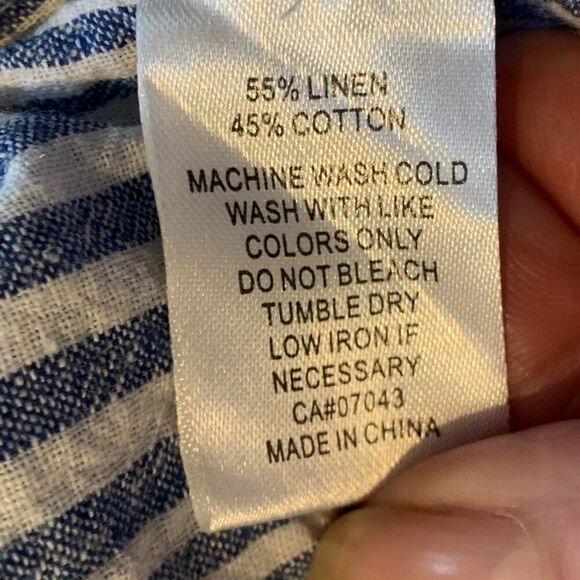 55% LINEN
45% COTTON
MACHINE WASH COLD
WASH WITH LIKE
COLORS ONLY
DO NOT BLEACH
TUMBLE DRY
LOW IRON IF
NECESSARY
CA#07043
MADE IN CHINA